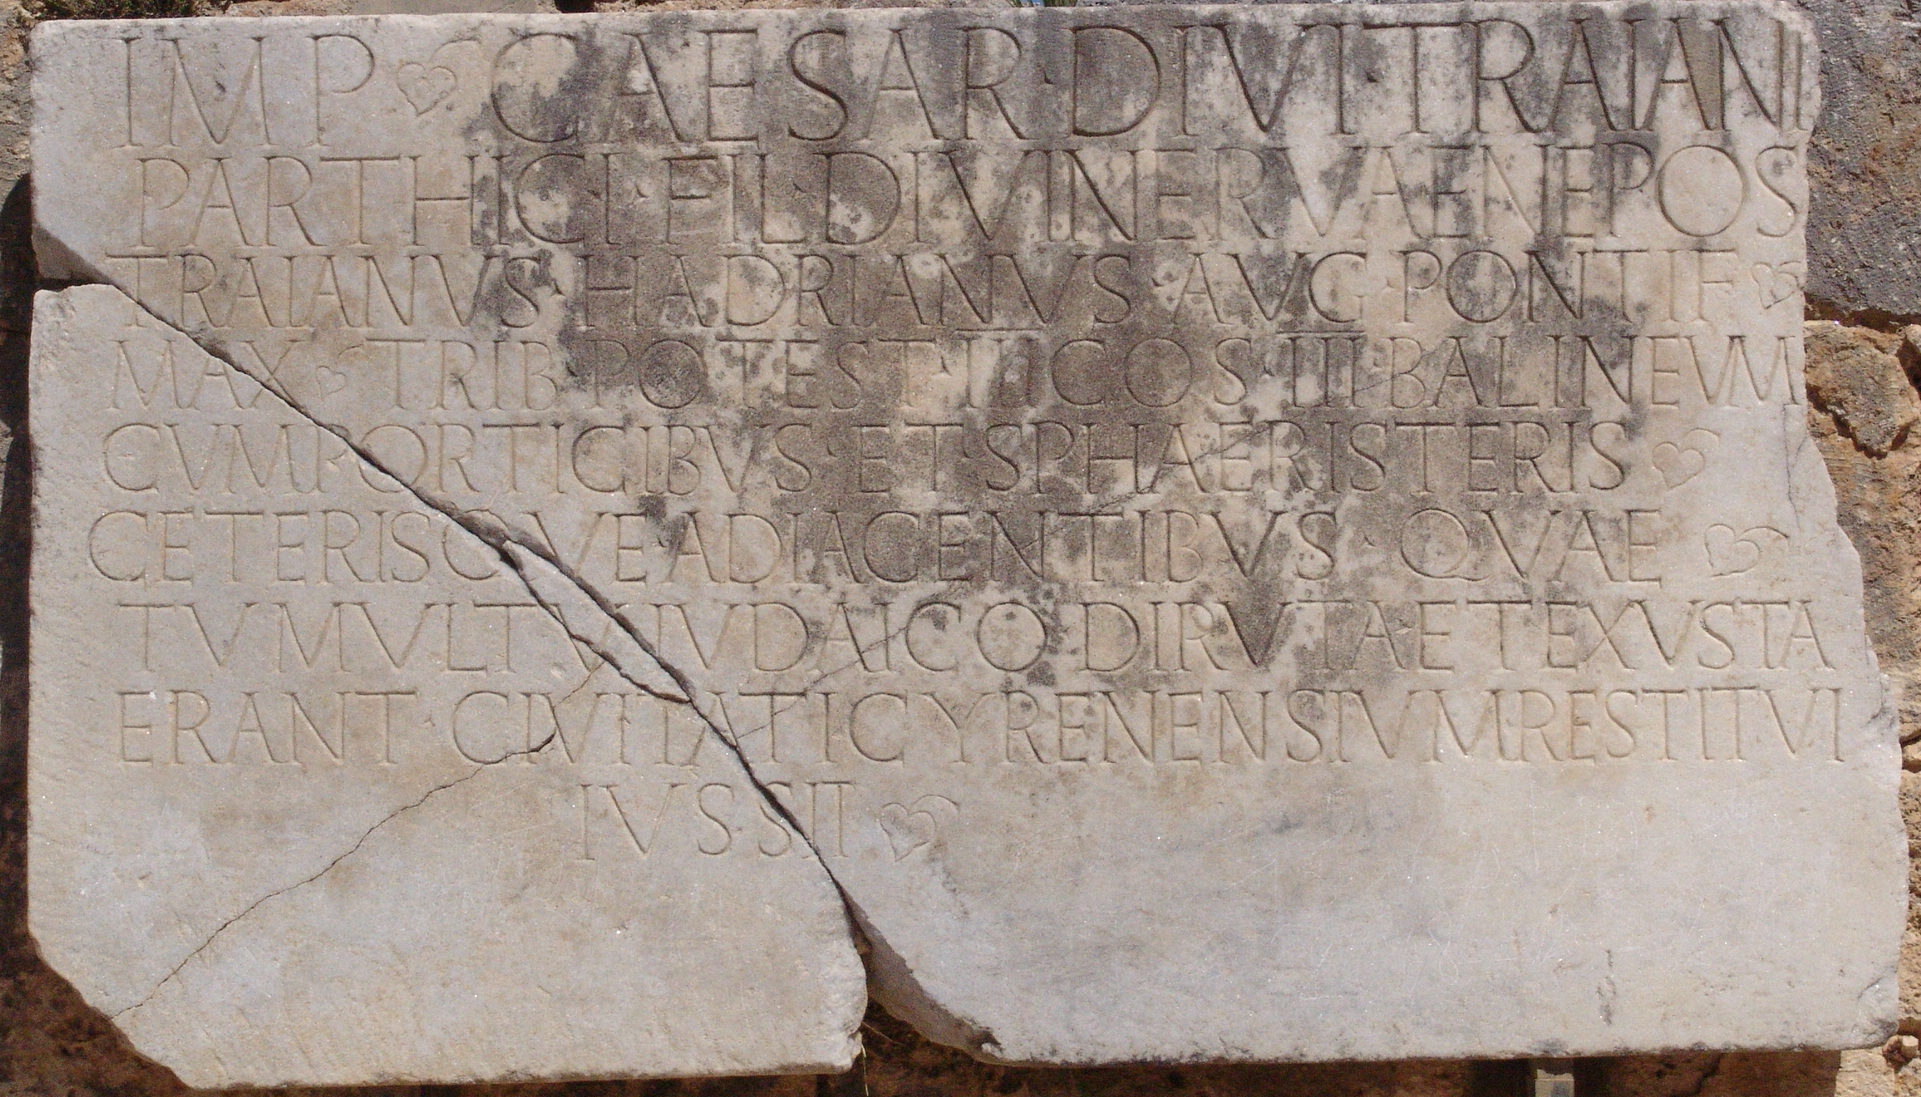 IMP ❦ CAESAR·DIVI·TRAIANI
PARTHICI·FIL·DIVI NERVAE NEPOS
TRAIANVS·HADRIANVS·AVG·PONTIF ❦
MAX ❦ TRIB POTEST·III COS·III·BALINEVM
CVM PORTICIBVS·ET·SPHAERISTERIS ❦
CETERISQVE·ADIACENTIBVS·QVAE ❦
TVMVLTV IVDAICO DIRVTA·ET EXVSTA
ERANT·CIVITATI CYRENENSIVM RESTITVI
IVSSIT ❦